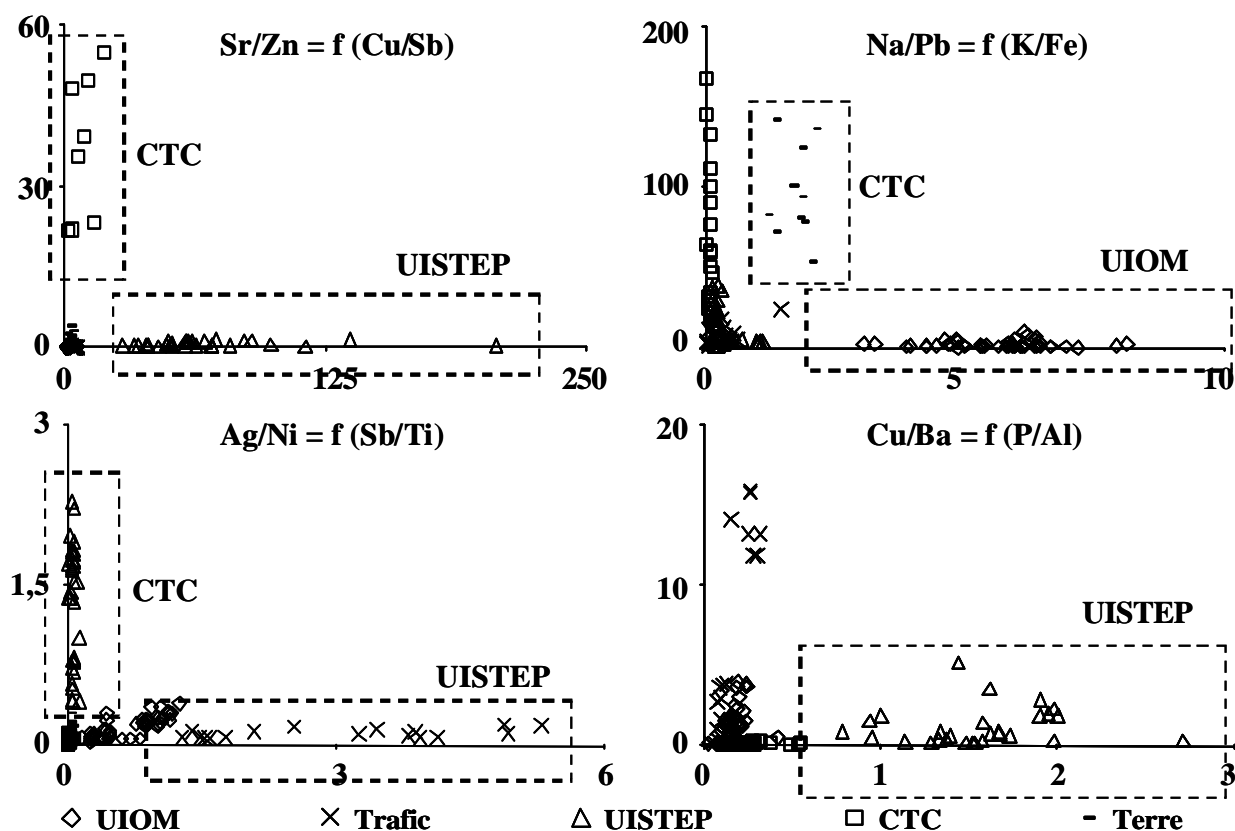 60
Sr/Zn = f (Cu/Sb)
CTC
30
UISTEP
0
0
125
250
200
Na/Pb = f (K/Fe)
CTC
100
UIOM
0
0
5
10
3
Ag/Ni = f (Sb/Ti)
CTC
1,5
UISTEP
0
0
3
6
20
Cu/Ba = f (P/Al)
10
UISTEP
0
0
1
2
3
UIOM
Trafic
UISTEP
CTC
Terre